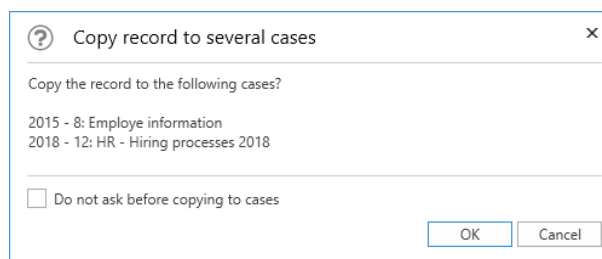 Copy record to several cases
Copy the record to the following cases?
2015 - 8: Employe information
2018 - 12: HR - Hiring processes 2018
Do not ask before copying to cases
OK Cancel